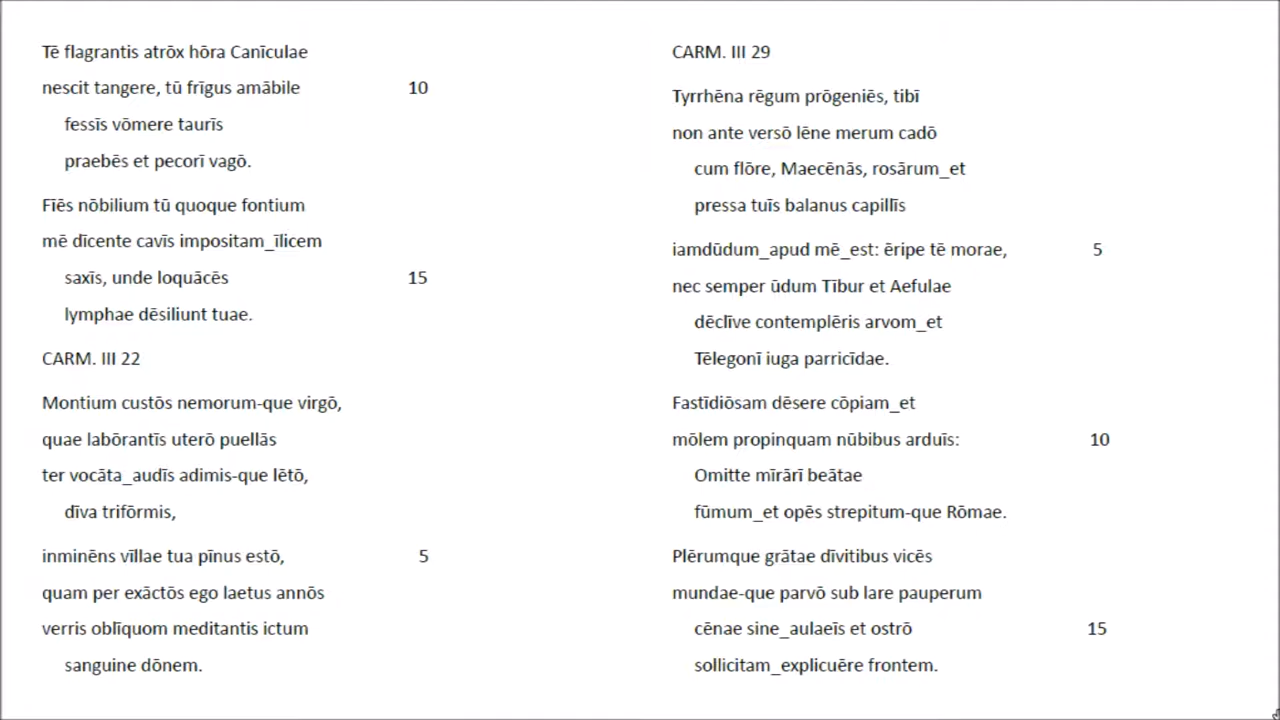 Tē flagrantis atrōx hōra Canīculae
nescit tangere, tū frīgus amābile 10
fessīs vōmere taurīs
praebēs et pecorī vagō.
Fīēs nōbilium tū quoque fontium
mē dīcente cavīs impositam_īlicem
saxīs, unde loquācēs 15
lymphae dēsiliunt tuae.
CARM. III 22
Montium custōs nemorum-que virgō,
quae labōrantīs uterō puellās
ter vocāta_audīs adimis-que lētō,
dīva trifōrmis,
inminēns vīllae tua pīnus estō, 5
quam per exāctōs ego laetus annōs
verris oblīquom meditantis ictum
sanguine dōnem.
CARM. III 29
Tyrrhēna rēgum prōgeniēs, tibī
non ante versō lēne merum cadō
cum flōre, Maecēnās, rosārum_et
pressa tuīs balanus capillīs
iamdūdum_apud mē_est: ēripe tē morae, 5
nec semper ūdum Tībur et Aefulae
dēclīve contemplēris arvom_et
Tēlegonī iuga parricīdae.
Fastīdiōsam dēsere cōpiam_et
mōlem propinquam nūbibus arduīs: 10
Omitte mīrārī beātae
fūmum_et opēs strepitum-que Rōmae.
Plērumque grātae dīvitibus vicēs
mundae-que parvō sub lare pauperum
cēnae sine_aulaeīs et ostrō 15
sollicitam_explicuēre frontem.